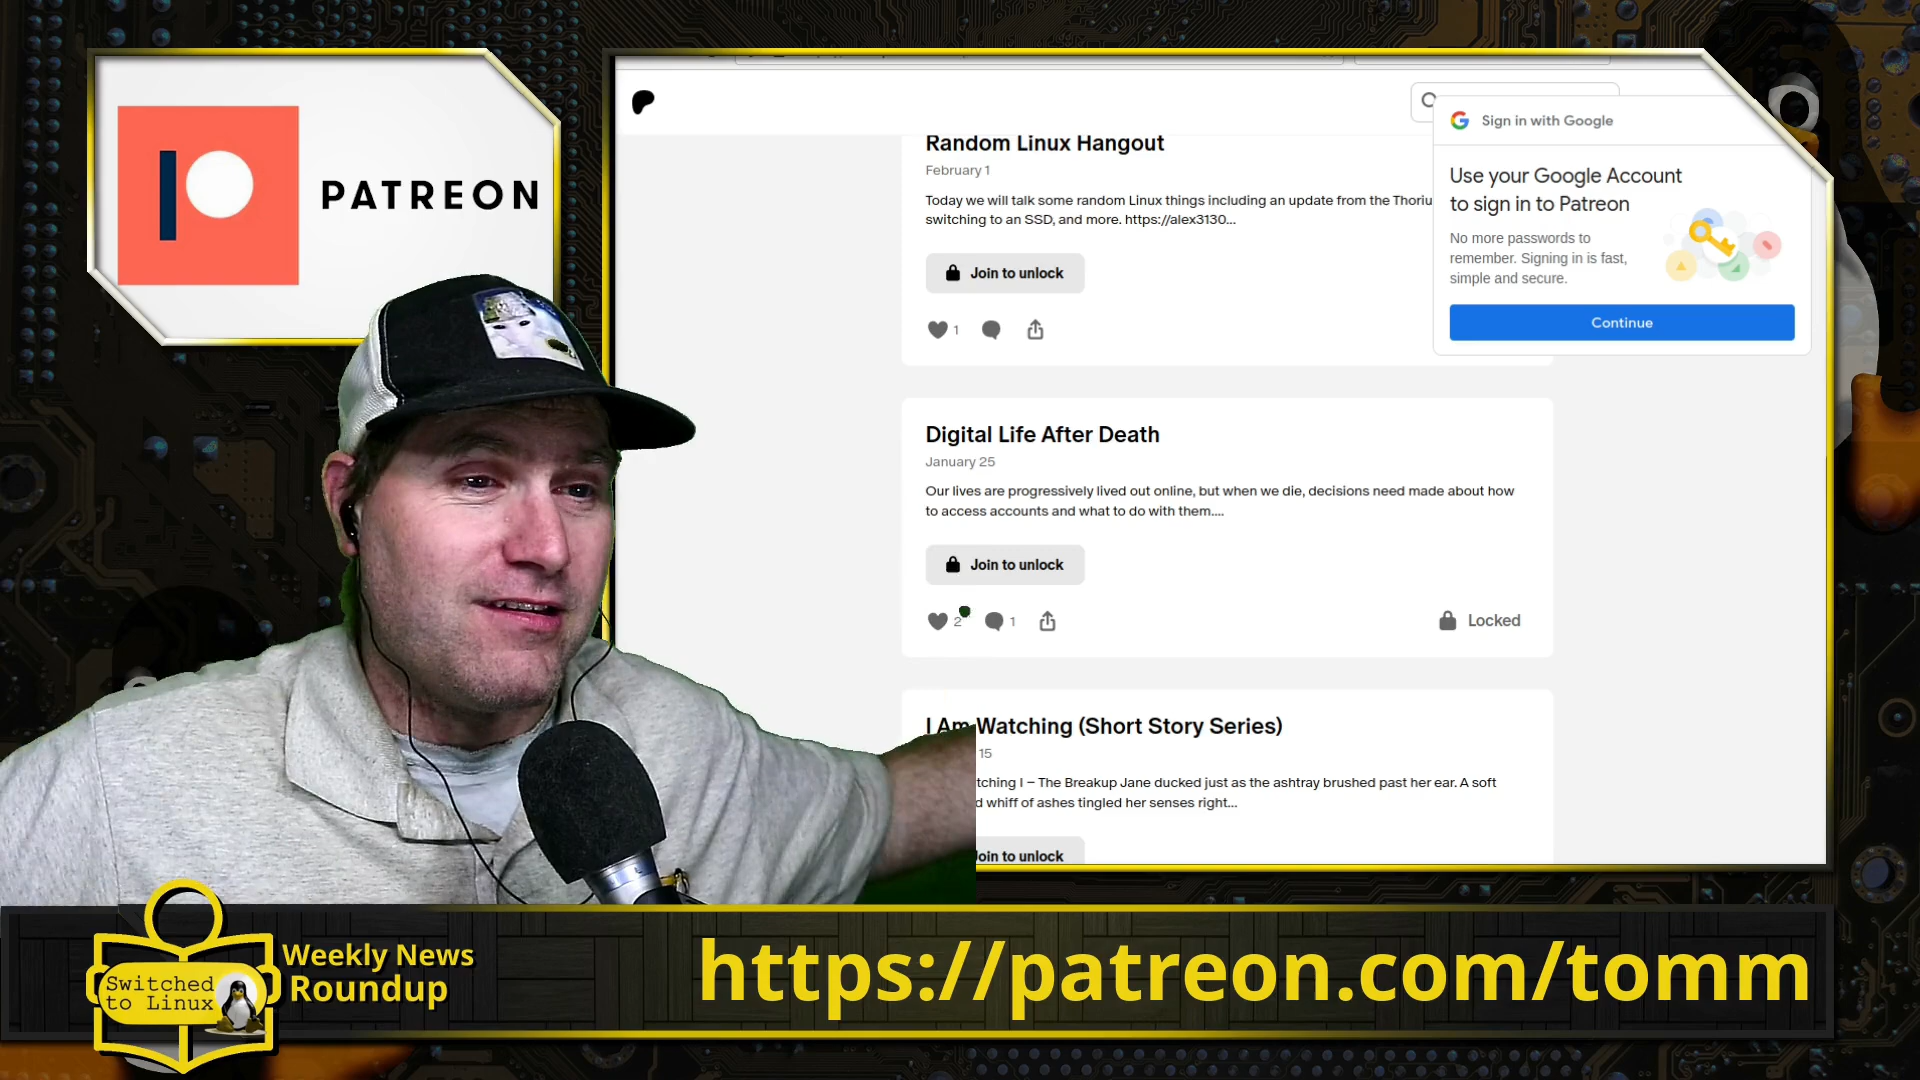 PATREON
Random Linux Hangout
February 1
Today we will talk some random Linux things including an update from the
switching to an SSD, and more. https://alex3130...
Join to unlock
1
Sign in with Google
Use your Google Account
to sign in to Patreon
No more passwords to
remember. Signing in is fast,
simple and secure.
Continue
Digital Life After Death
January 25
Our lives are progressively lived out online, but when we die, decisions need made about how
to access accounts and what to do with them....
Join to unlock
2
1
Locked
I Am Watching (Short Story Series)
15
I – The Breakup Jane ducked just as the ashtray brushed past her ear. A soft
whiff of ashes tingled her senses right...
Join to unlock
Switched
to Linux
Weekly News
Roundup
https://patreon.com/tomm